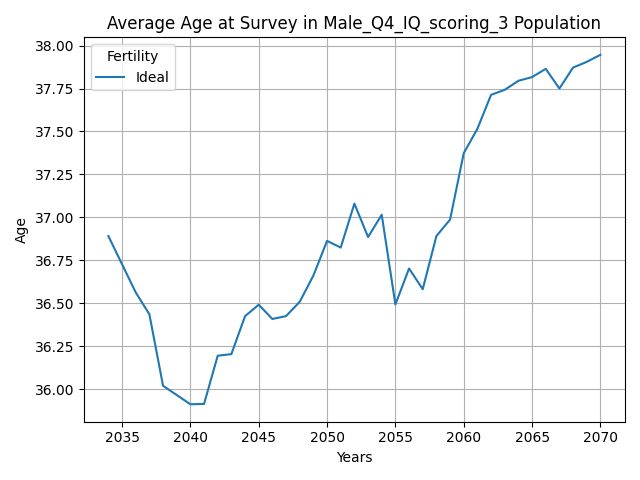 Average Age at Survey in Male_Q4_IQ_scoring_3 Population
Fertility
Ideal
38.00
37.75
37.50
37.25
37.00
36.75
36.50
36.25
36.00
Age
2035 2040 2045 2050 2055 2060 2065 2070
Years